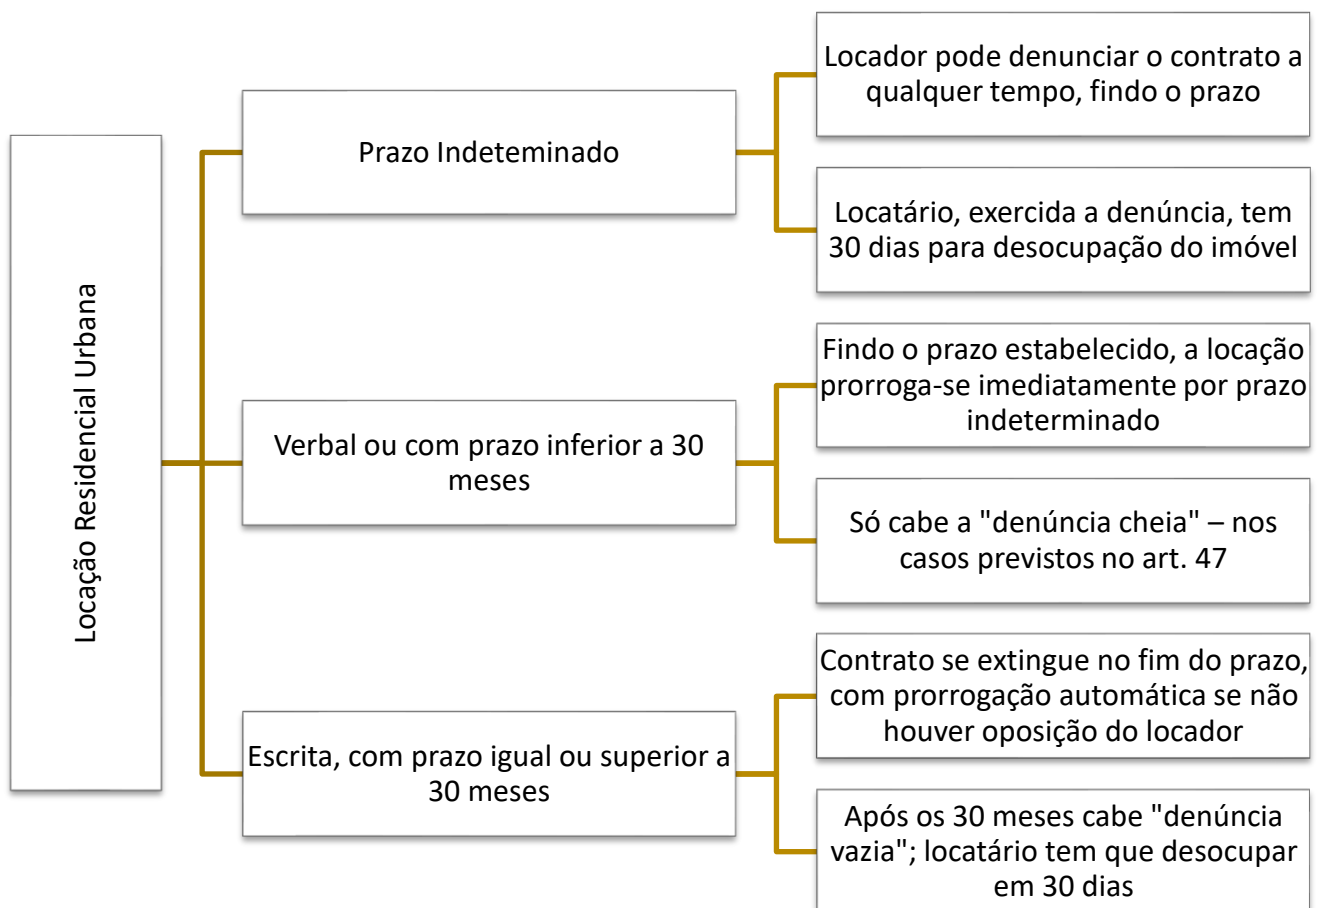 Locação Residencial Urbana
Prazo Indeteminado
Locador pode denunciar o contrato a
qualquer tempo, findo o prazo
Locatário, exercida a denúncia, tem
30 dias para desocupação do imóvel
Verbal ou com prazo inferior a 30
meses
Findo o prazo estabelecido, a locação
prorroga-se imediatamente por prazo
indeterminado
Só cabe a "denúncia cheia" – nos
casos previstos no art. 47
Escrita, com prazo igual ou superior a
30 meses
Contrato se extingue no fim do prazo,
com prorrogação automática se não
houver oposição do locador
Após os 30 meses cabe "denúncia
vazia"; locatário tem que desocupar
em 30 dias